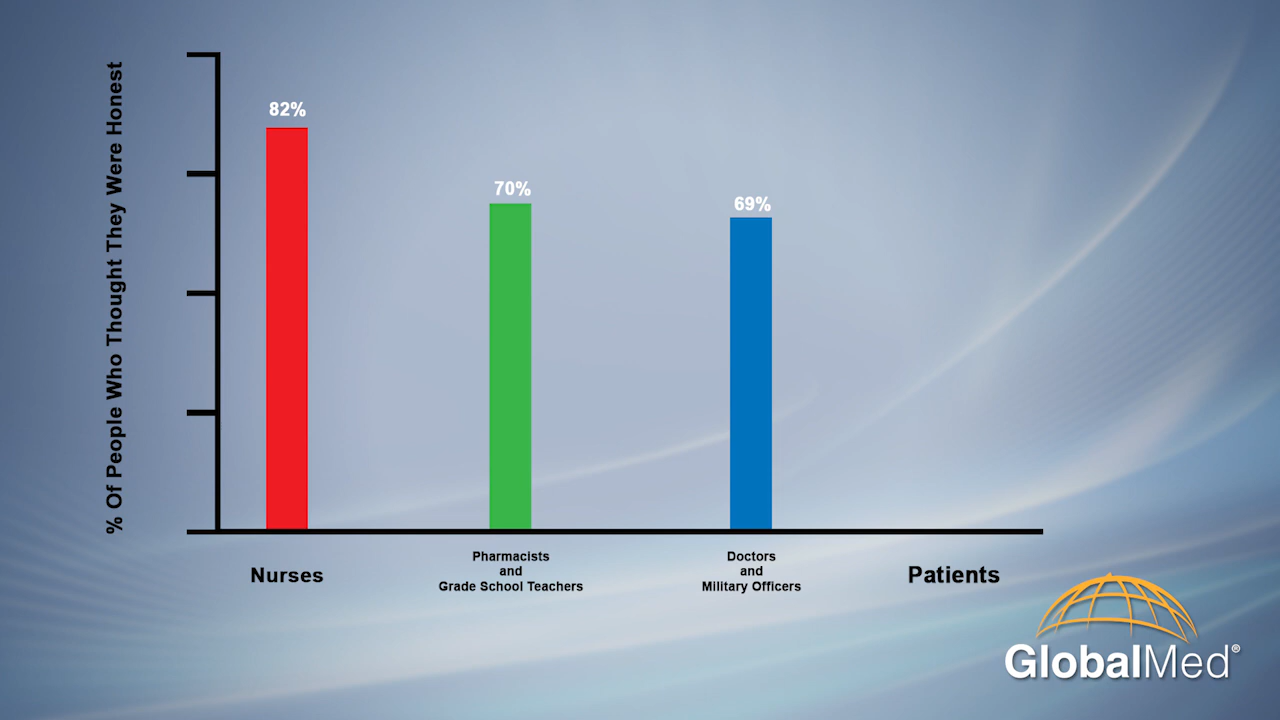 % Of People Who Thought They Were Honest
82%
70%
69%
Nurses
Pharmacists
and
Grade School Teachers
Doctors
and
Military Officers
Patients
GlobalMed®